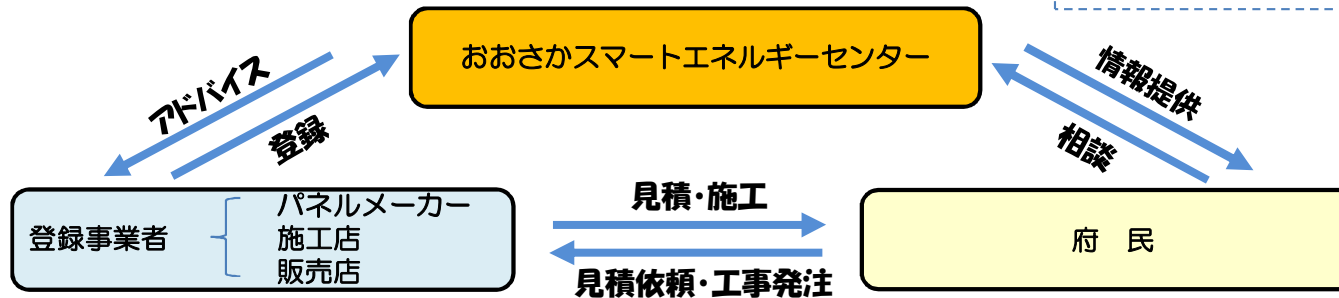 おおさかスマートエネルギーセンター
アドバイス
登録
情報提供
相談
登録事業者
パネルメーカー
施工店
販売店
見積・施工
見積依頼・工事発注
府　民